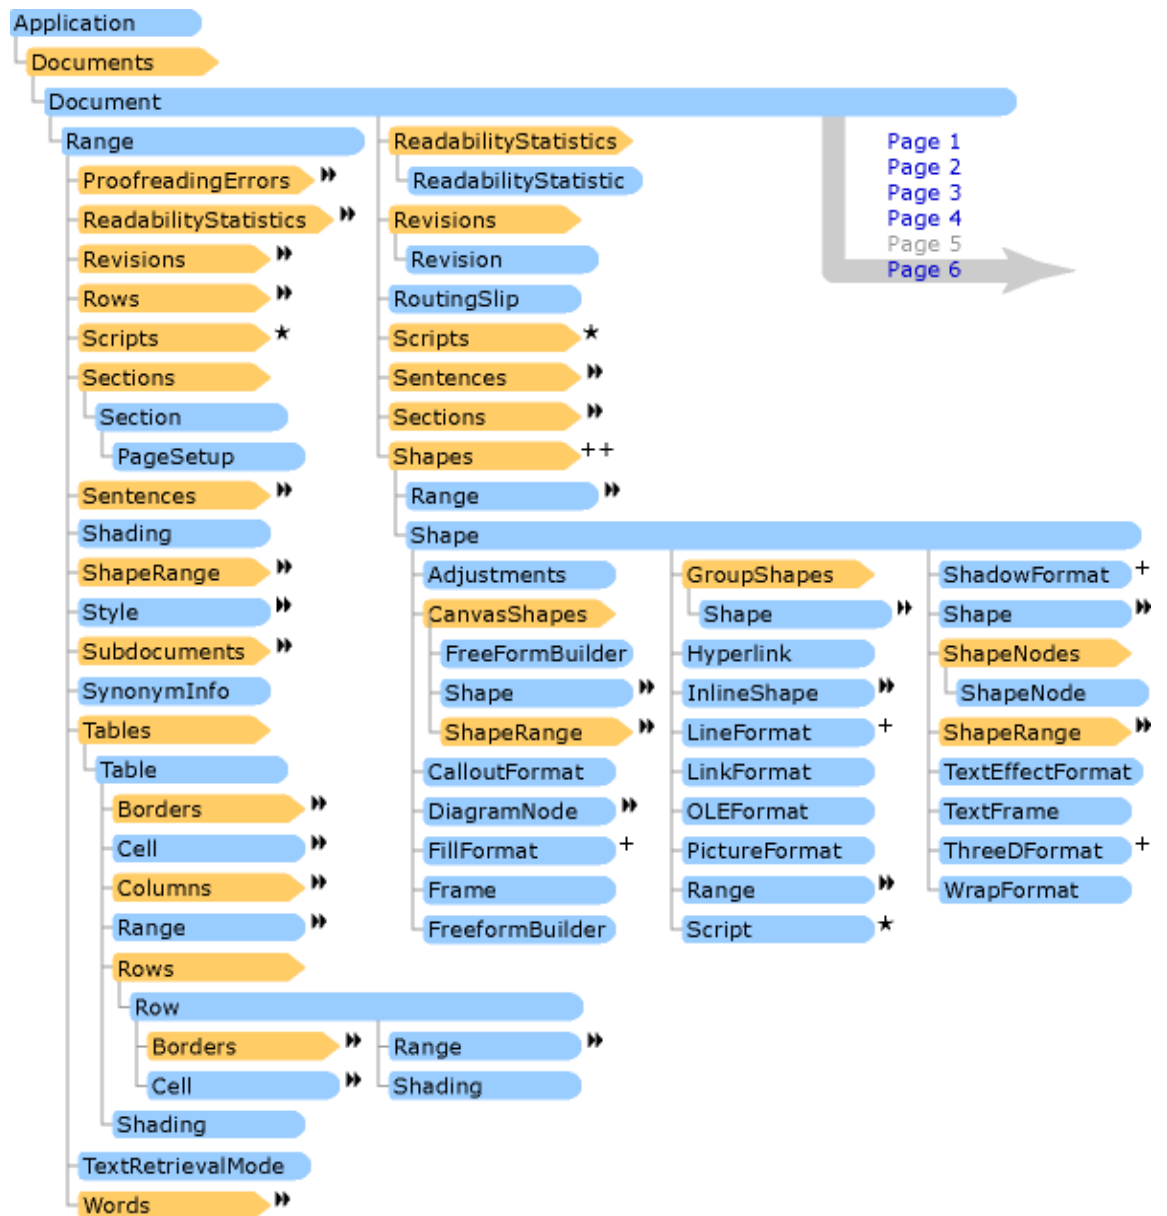 Application
Documents
Document
Range
ProofreadingErrors
ReadabilityStatistics
Revisions
Rows
Scripts ★
Sections
Section
PageSetup
Sentences
Shading
ShapeRange
Style
Subdocuments
SynonymInfo
Tables
Table
Borders
Cell
Columns
Range
Rows
Row
Borders
Cell
Range
Shading
Shading
TextRetrievalMode
Words
ReadabilityStatistics
ReadabilityStatistic
Revisions
Revision
RoutingSlip
Scripts ★
Sentences
Sections
Shapes ++
Range
Shape
Adjustments
CanvasShapes
FreeFormBuilder
Shape
ShapeRange
CalloutFormat
DiagramNode
FillFormat +
Frame
FreeformBuilder
GroupShapes
Shape
Hyperlink
InlineShape
LineFormat +
LinkFormat
OLEFormat
PictureFormat
Range
Script ★
ShadowFormat +
Shape
ShapeNodes
ShapeNode
ShapeRange
TextEffectFormat
TextFrame
ThreeDFormat +
WrapFormat
Page 1
Page 2
Page 3
Page 4
Page 5
Page 6